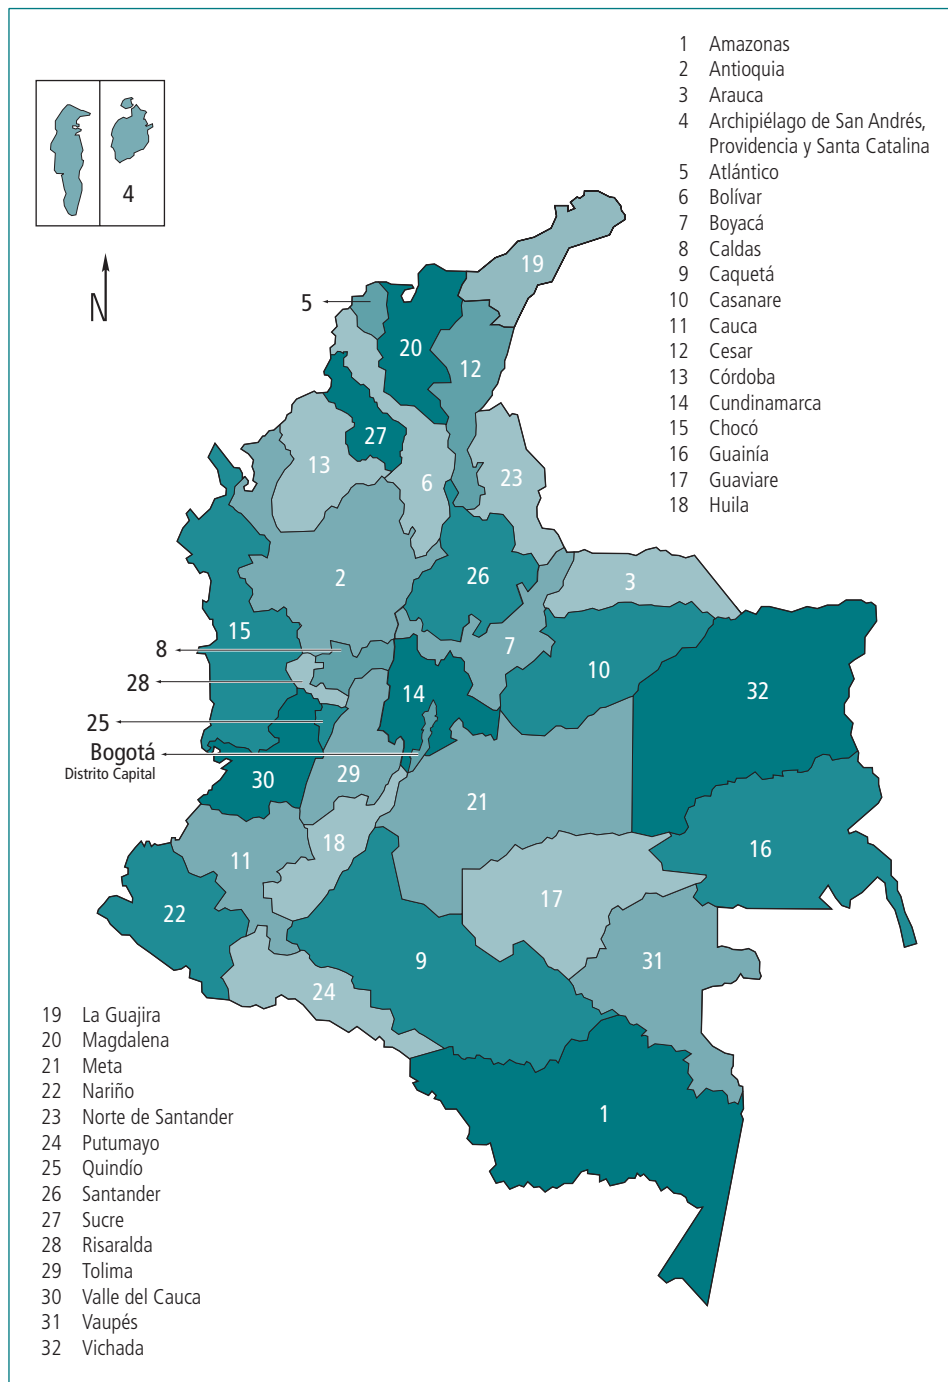 1 Amazonas
2 Antioquia
3 Arauca
4 Archipiélago de San Andrés,
Providencia y Santa Catalina
5 Atlántico
6 Bolívar
7 Boyacá
8 Caldas
9 Caquetá
10 Casanare
11 Cauca
12 Cesar
13 Córdoba
14 Cundinamarca
15 Chocó
16 Guainía
17 Guaviare
18 Huila
4
N
19
5
20
12
27
13
6
23
2
26
3
15
8
7
10
28
14
32
25
Bogotá
Distrito Capital
30
29
21
18
11
16
17
22
9
31
24
1
19 La Guajira
20 Magdalena
21 Meta
22 Nariño
23 Norte de Santander
24 Putumayo
25 Quindío
26 Santander
27 Sucre
28 Risaralda
29 Tolima
30 Valle del Cauca
31 Vaupés
32 Vichada